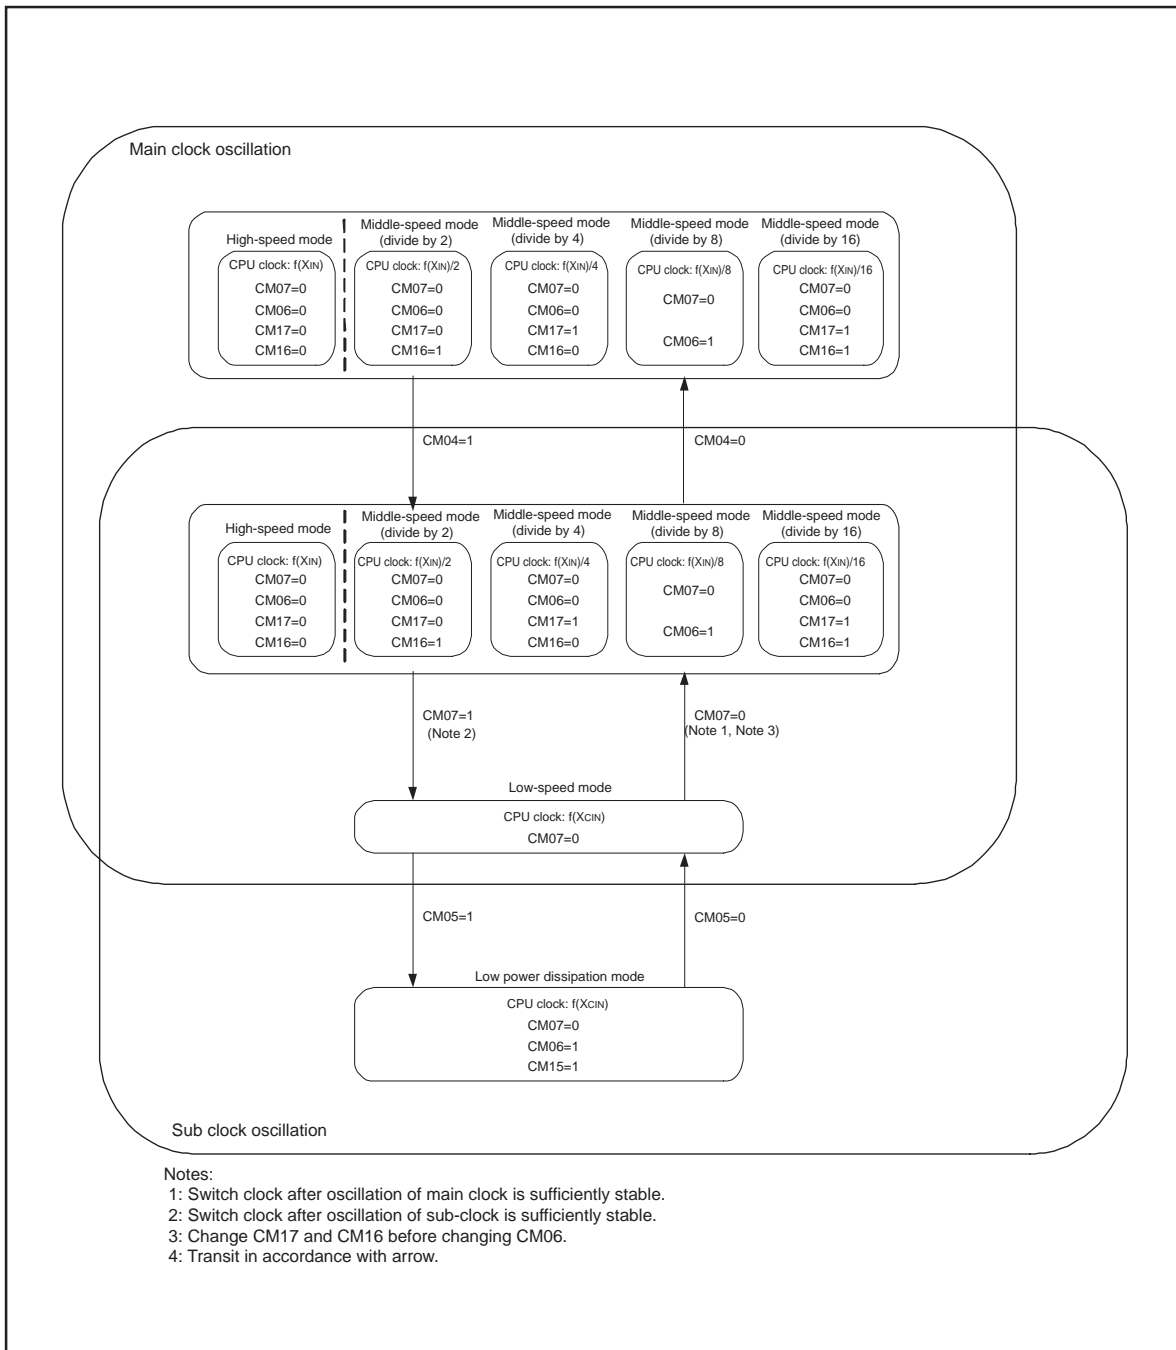 Main clock oscillation
High-speed mode
CPU clock: f(XIN)
CM07=0
CM06=0
CM17=0
CM16=0
Middle-speed mode
(divide by 2)
CPU clock: f(XIN)/2
CM07=0
CM06=0
CM17=0
CM16=1
Middle-speed mode
(divide by 4)
CPU clock: f(XIN)/4
CM07=0
CM06=0
CM17=1
CM16=0
Middle-speed mode
(divide by 8)
CPU clock: f(XIN)/8
CM07=0
CM06=1
Middle-speed mode
(divide by 16)
CPU clock: f(XIN)/16
CM07=0
CM06=0
CM17=1
CM16=1
CM04=1
CM04=0
High-speed mode
CPU clock: f(XIN)
CM07=0
CM06=0
CM17=0
CM16=0
Middle-speed mode
(divide by 2)
CPU clock: f(XIN)/2
CM07=0
CM06=0
CM17=0
CM16=1
Middle-speed mode
(divide by 4)
CPU clock: f(XIN)/4
CM07=0
CM06=0
CM17=1
CM16=0
Middle-speed mode
(divide by 8)
CPU clock: f(XIN)/8
CM07=0
CM06=1
Middle-speed mode
(divide by 16)
CPU clock: f(XIN)/16
CM07=0
CM06=0
CM17=1
CM16=1
CM07=1
(Note 2)
CM07=0
(Note 1, Note 3)
Low-speed mode
CPU clock: f(XCIN)
CM07=0
CM05=1
CM05=0
Low power dissipation mode
CPU clock: f(XCIN)
CM07=0
CM06=1
CM15=1
Sub clock oscillation
Notes:
1: Switch clock after oscillation of main clock is sufficiently stable.
2: Switch clock after oscillation of sub-clock is sufficiently stable.
3: Change CM17 and CM16 before changing CM06.
4: Transit in accordance with arrow.